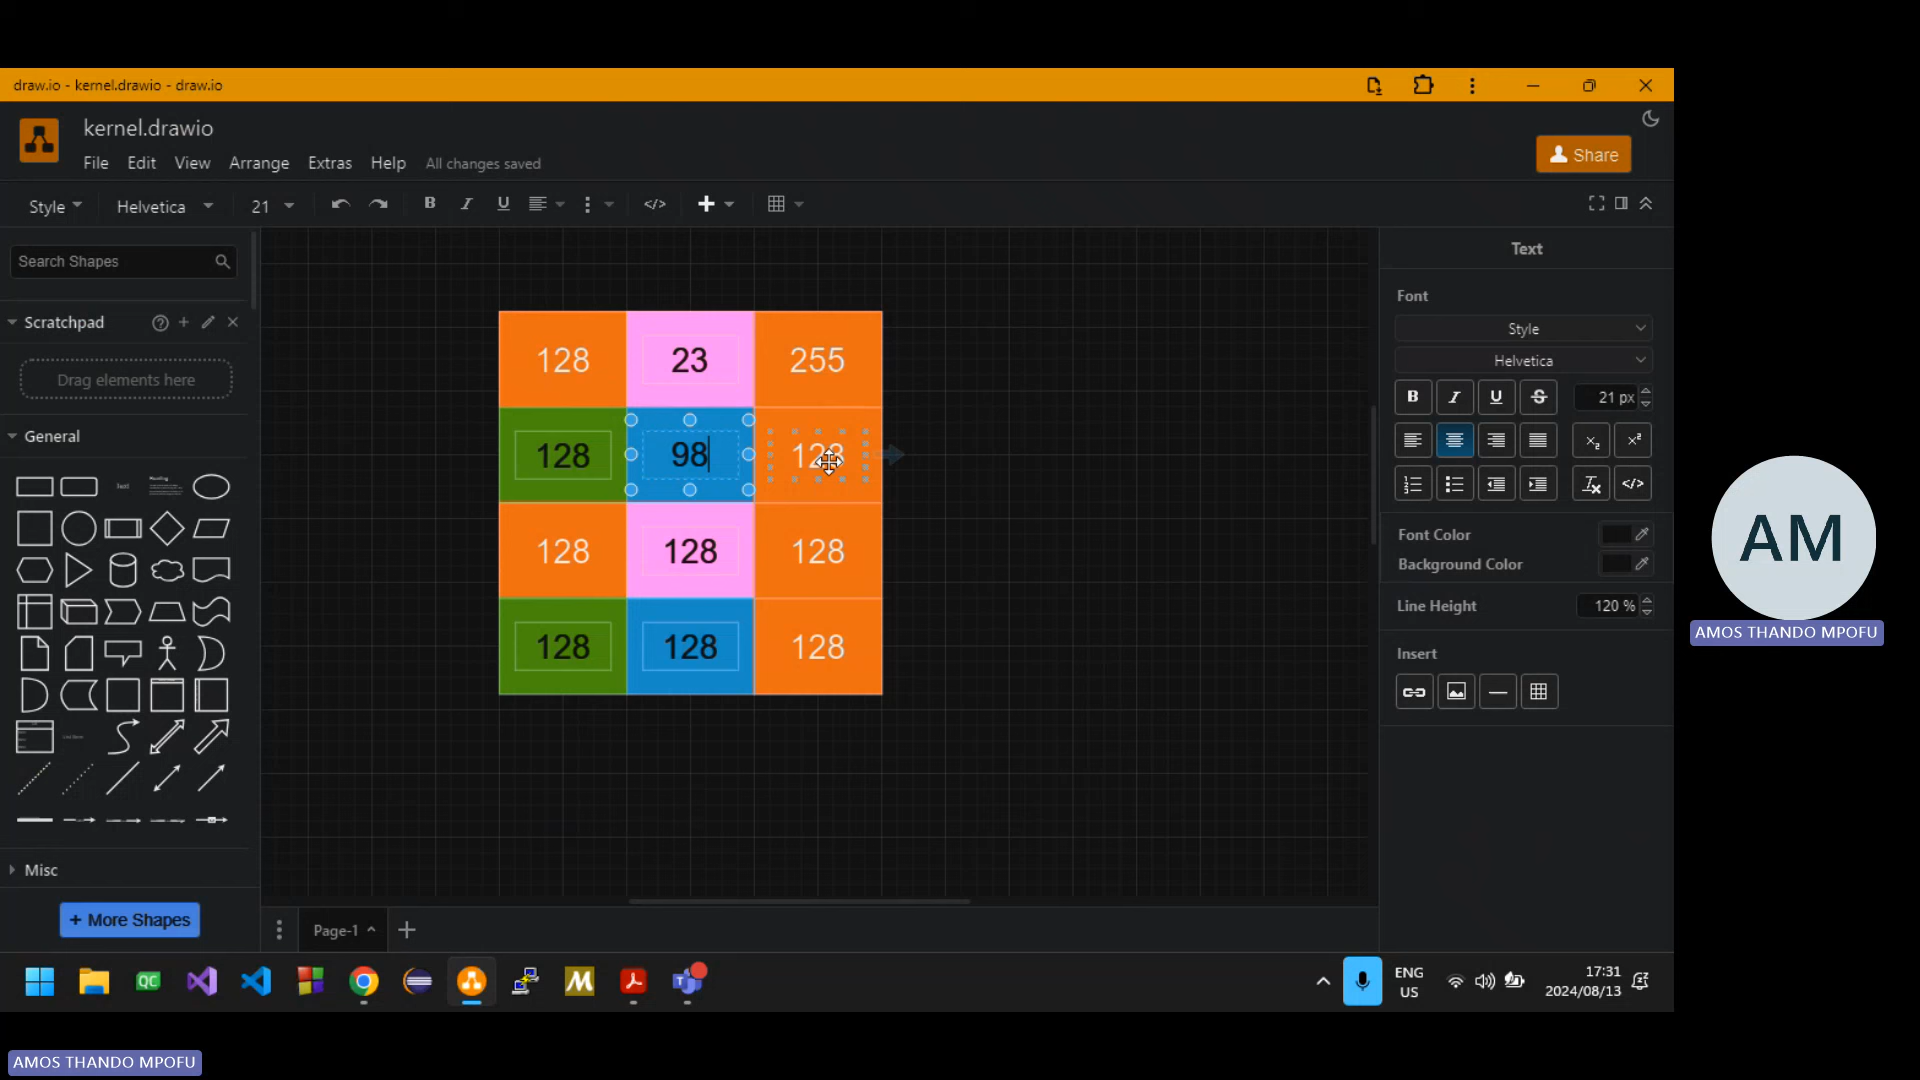 draw.io - kernel.drawio - draw.io
kernel.drawio
File Edit View Arrange Extras Help All changes saved
Share
Style Helvetica 21 B I U </>
Search Shapes
Scratchpad
Drag elements here
General
Text
Misc
+ More Shapes
128 23 255
128 98 128
128 128 128
128 128 128
Page-1
Text
Font
Style
Helvetica
B I U S 21 px
Font Color
Background Color
Line Height 120 %
Insert
QC
M
ENG
US
17:31
2024/08/13
AM
AMOS THANDO MPOFU
AMOS THANDO MPOFU